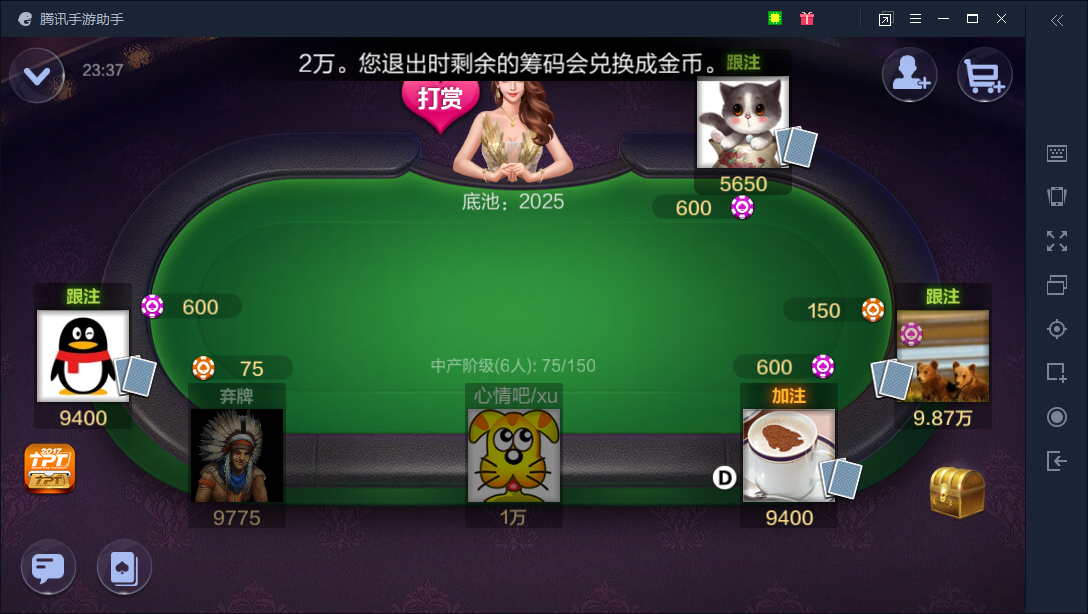 腾讯手游助手
23:37
2万。您退出时剩余的筹码会兑换成金币。
跟注
打赏
5650
底池：2025
600
跟注
600
150
跟注
75
中产阶级(6人): 75/150
600
弃牌
心情吧/xu
加注
9400
9.87万
2017
TPT
TPT
D
9775
1万
9400